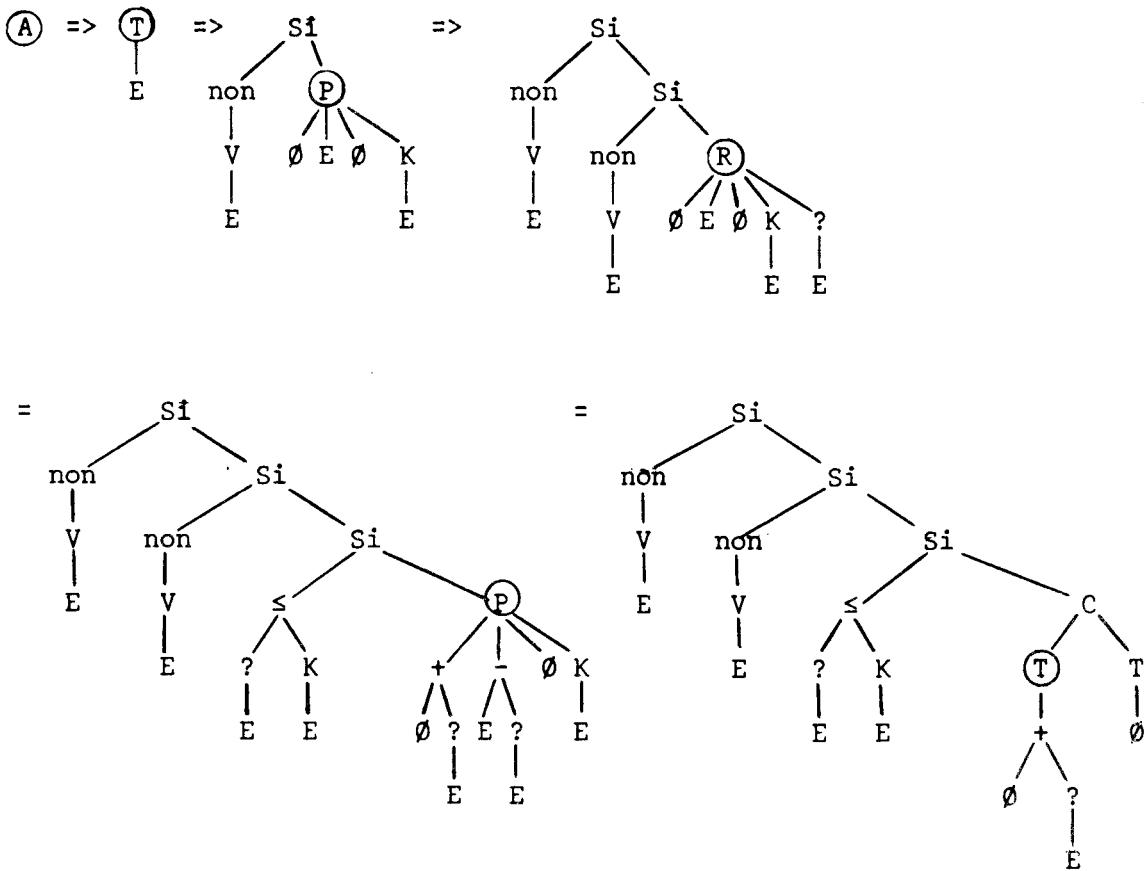 A => T => Si => Si
E non P non Si
V Ø E Ø K V non R
E E E V Ø E Ø K ?
E E E
= Si = Si
non Si non Si
V non Si V non Si
E V ≤ P E V ≤ C
E ? K + - Ø K E ? K T T
E E Ø ? E ? E E E + Ø
E E Ø ?
E